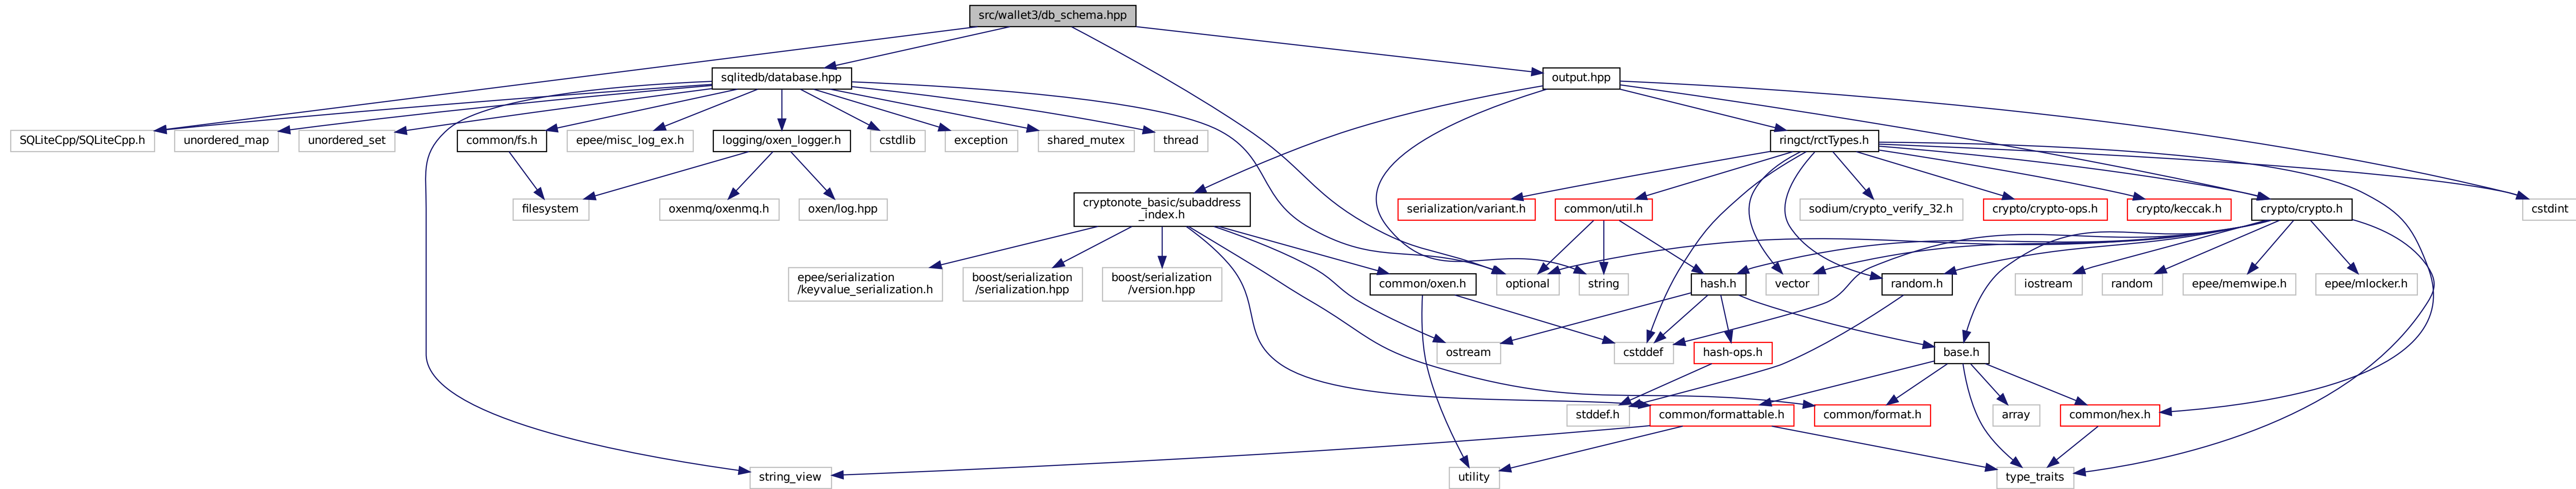 src/wallet3/db_schema.hpp
sqlitedb/database.hpp
output.hpp
SQLiteCpp/SQLiteCpp.h
unordered_map
unordered_set
common/fs.h
epee/misc_log_ex.h
logging/oxen_logger.h
cstdlib
exception
shared_mutex
thread
ringct/rctTypes.h
filesystem
oxenmq/oxenmq.h
oxen/log.hpp
cryptonote_basic/subaddress
_index.h
serialization/variant.h
common/util.h
sodium/crypto_verify_32.h
crypto/crypto-ops.h
crypto/keccak.h
crypto/crypto.h
cstdint
epee/serialization
/keyvalue_serialization.h
boost/serialization
/serialization.hpp
boost/serialization
/version.hpp
common/oxen.h
optional
string
hash.h
vector
random.h
iostream
random
epee/memwipe.h
epee/mlocker.h
ostream
cstddef
hash-ops.h
base.h
stddef.h
common/formattable.h
common/format.h
array
common/hex.h
string_view
utility
type_traits